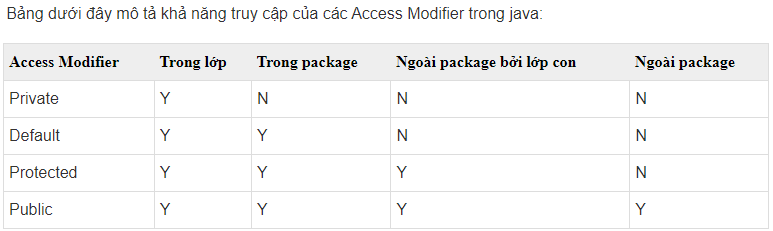 Bảng dưới đây mô tả khả năng truy cập của các Access Modifier trong java:
Access Modifier Trong lớp Trong package Ngoài package bởi lớp con Ngoài package
Private Y N N N
Default Y Y N N
Protected Y Y Y N
Public Y Y Y Y